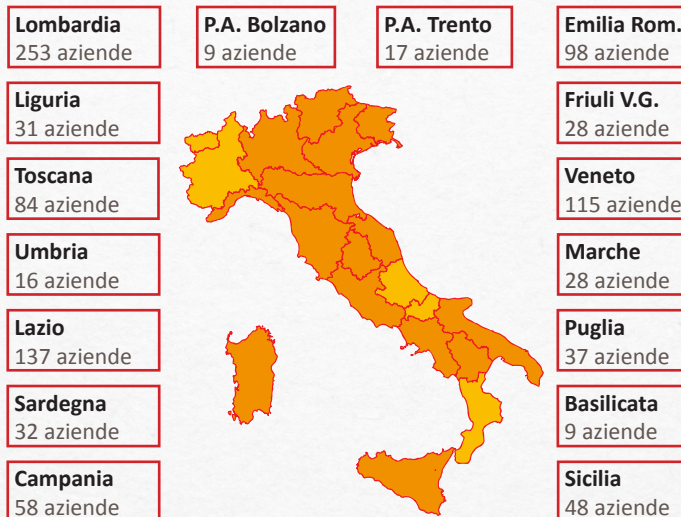 Lombardia
253 aziende
P.A. Bolzano
9 aziende
P.A. Trento
17 aziende
Emilia Rom.
98 aziende
Liguria
31 aziende
Friuli V.G.
28 aziende
Toscana
84 aziende
Veneto
115 aziende
Umbria
16 aziende
Marche
28 aziende
Lazio
137 aziende
Puglia
37 aziende
Sardegna
32 aziende
Basilicata
9 aziende
Campania
58 aziende
Sicilia
48 aziende